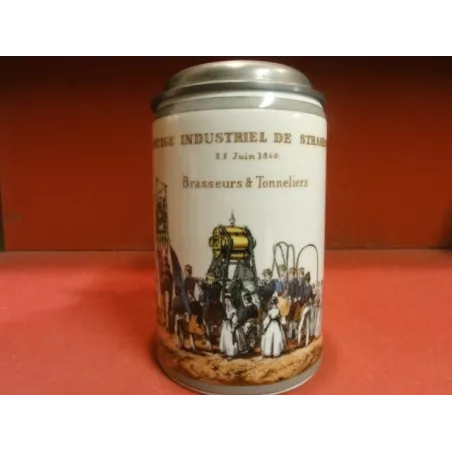 INDUSTRIEL DE
25 Juin 1840.
Brasseurs & Tonneliers